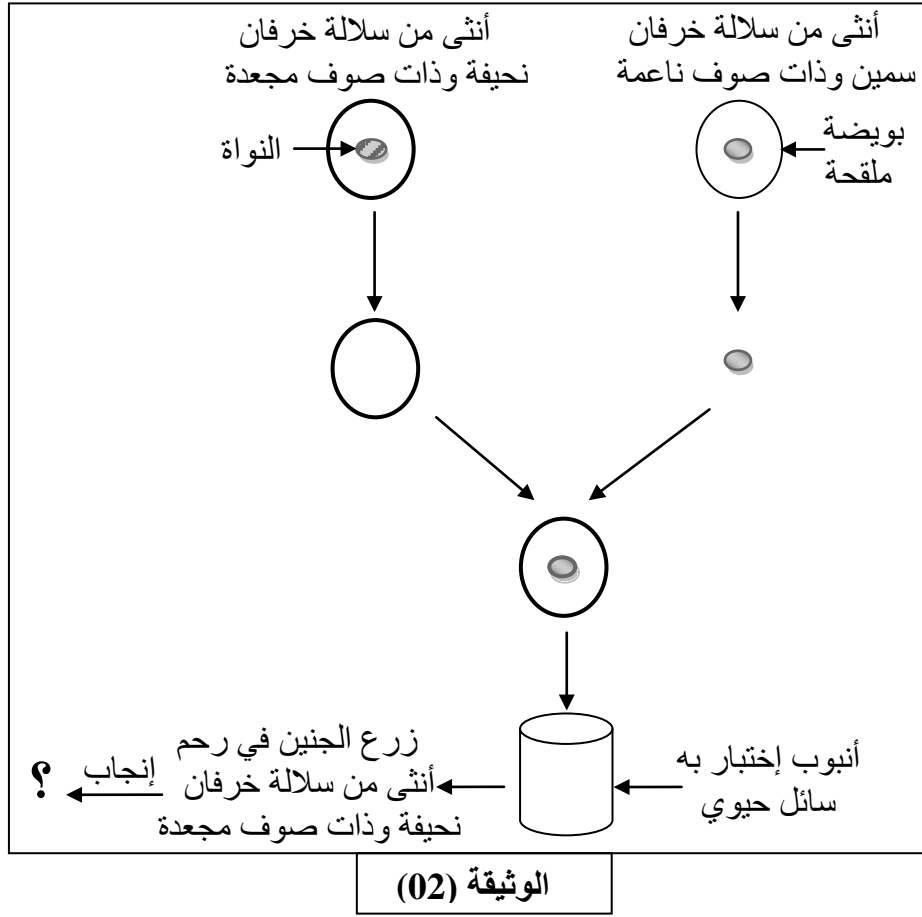 أنثى من سلالة خرفان
سمين وذات صوف ناعمة
أنثى من سلالة خرفان
نحيفة وذات صوف مجعدة
بويضة
ملقحة
النواة
أنبوب إختبار به
سائل حيوي
زرع الجنين في رحم
أنثى من سلالة خرفان
نحيفة وذات صوف مجعدة
إنجاب
؟
الوثيقة (02)